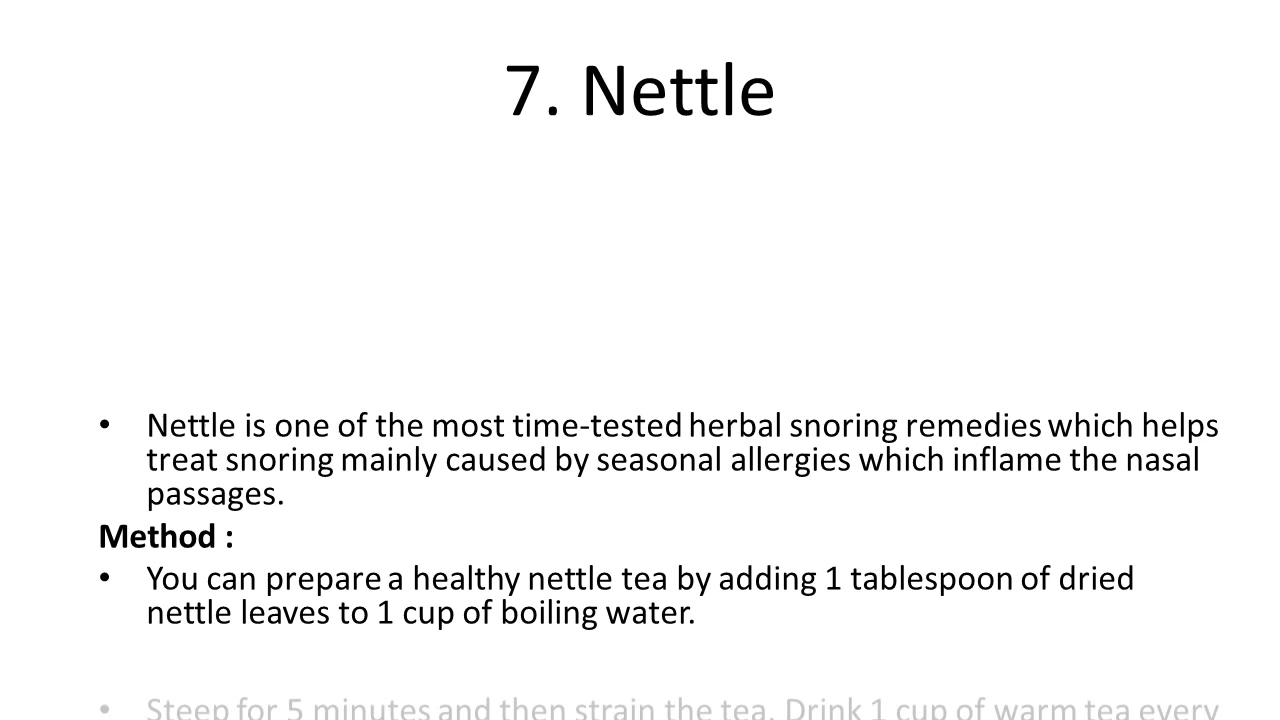 7. Nettle
• Nettle is one of the most time-tested herbal snoring remedies which helps
treat snoring mainly caused by seasonal allergies which inflame the nasal
passages.
Method :
• You can prepare a healthy nettle tea by adding 1 tablespoon of dried
nettle leaves to 1 cup of boiling water.
• Steep for 5 minutes and then strain the tea. Drink 1 cup of warm tea every